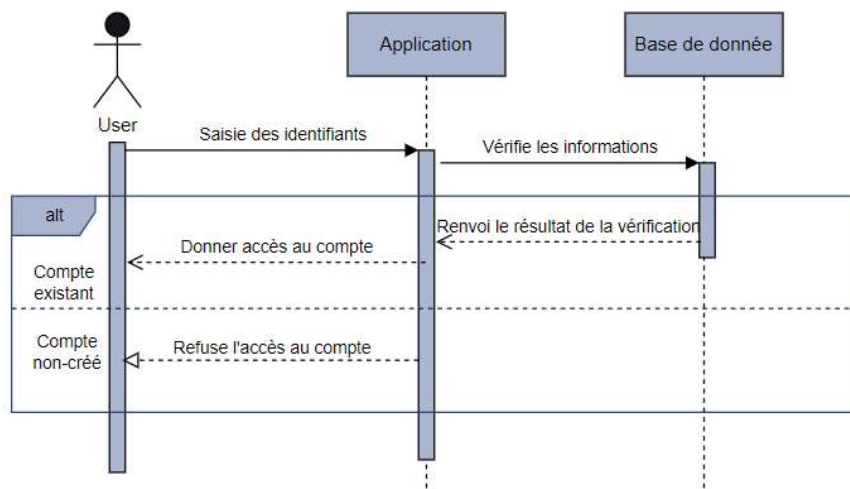 Application
Base de donnée
User
Saisie des identifiants
Vérifie les informations
alt
Renvoi le résultat de la vérification
Donner accès au compte
Compte
existant
Compte
non-créé
Refuse l'accès au compte